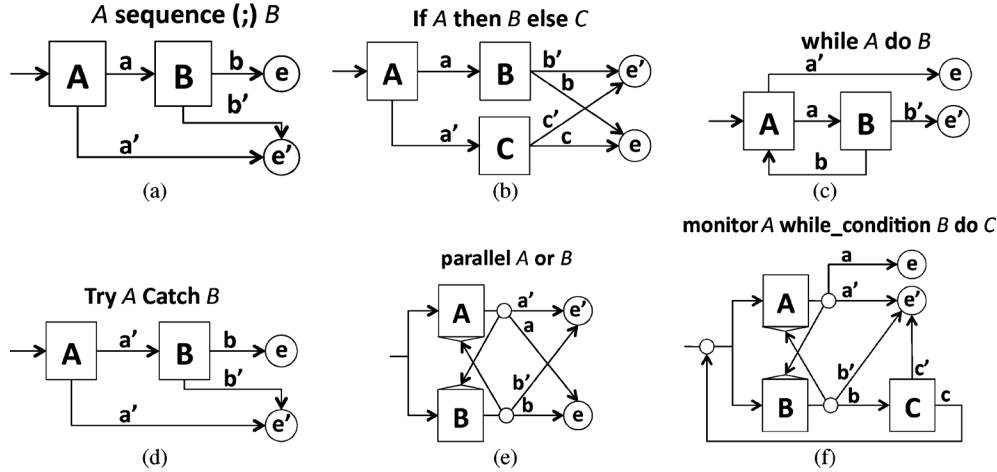 A sequence (;) B
A a B b e
b'
a' e'
(a)
If A then B else C
A a B b' e'
b
c'
a' C c e
(b)
while A do B
a' e
A a B b' e'
b
(c)
Try A Catch B
A a' B b e
b'
a' e'
(d)
parallel A or B
A a' e'
a
b'
B b e
(e)
monitor A while_condition B do C
a e
A a' e'
b' c'
B b C c
(f)